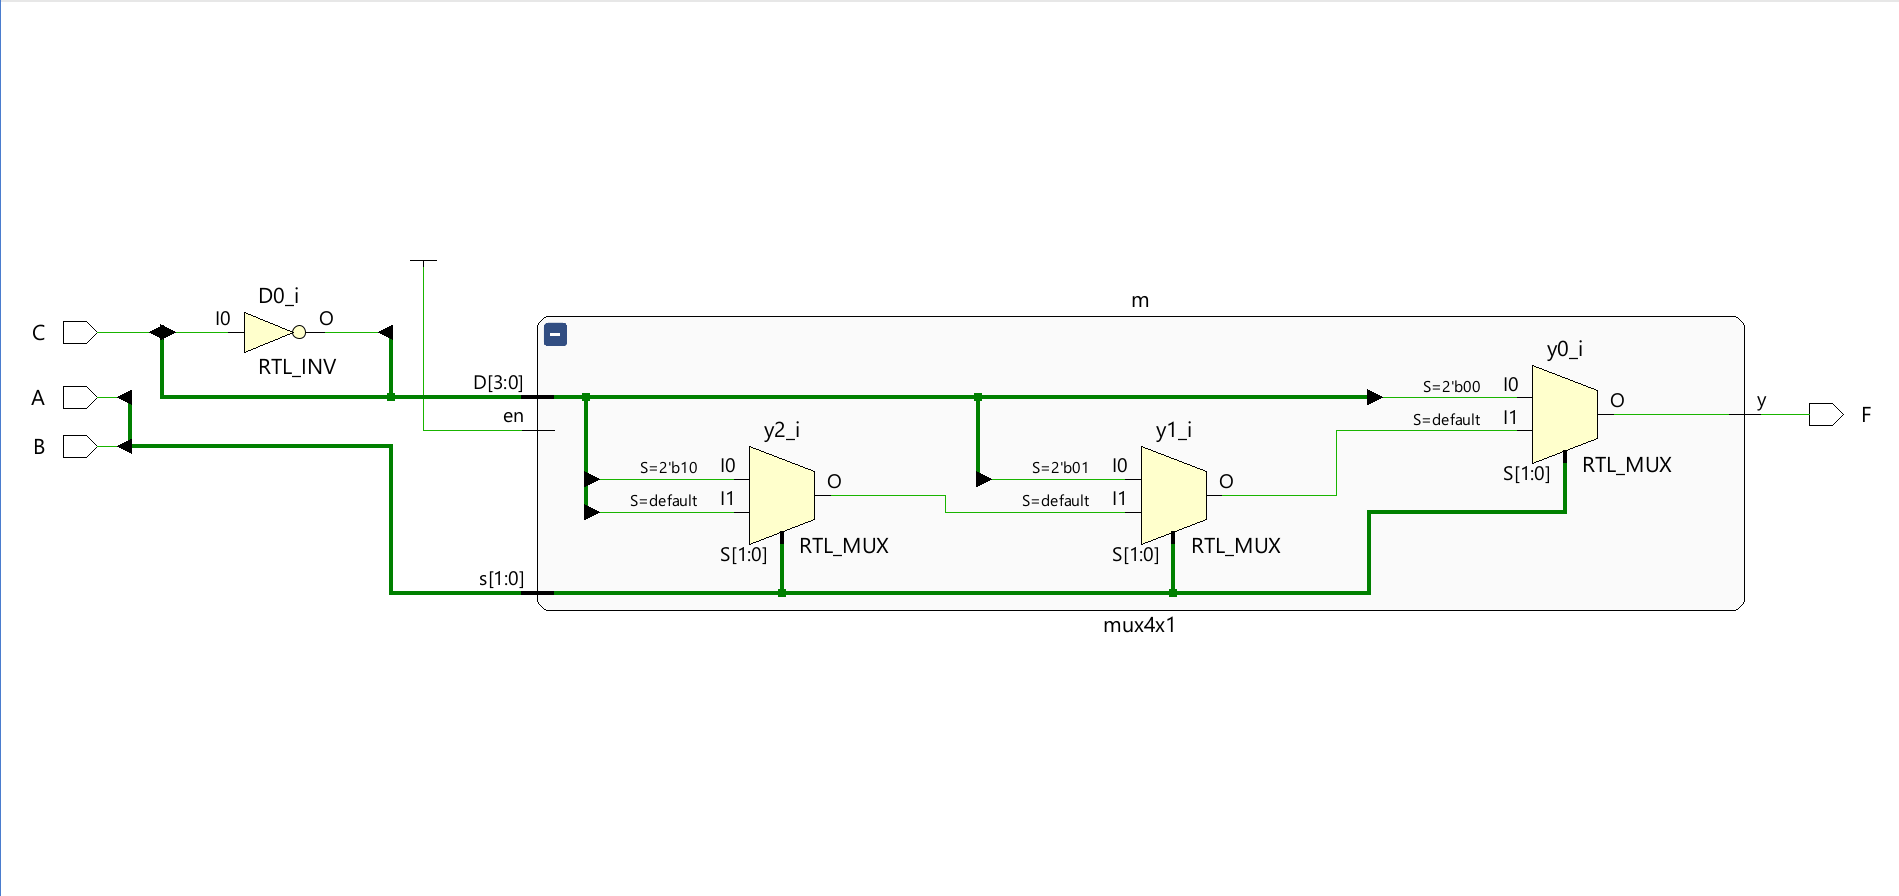 m
D0_i
C
I0
O
RTL_INV
A
B
D[3:0]
en
s[1:0]
y2_i
S=2'b10
I0
S=default
I1
O
S[1:0]
RTL_MUX
y1_i
S=2'b01
I0
S=default
I1
O
S[1:0]
RTL_MUX
y0_i
S=2'b00
I0
S=default
I1
O
S[1:0]
RTL_MUX
y
F
mux4x1